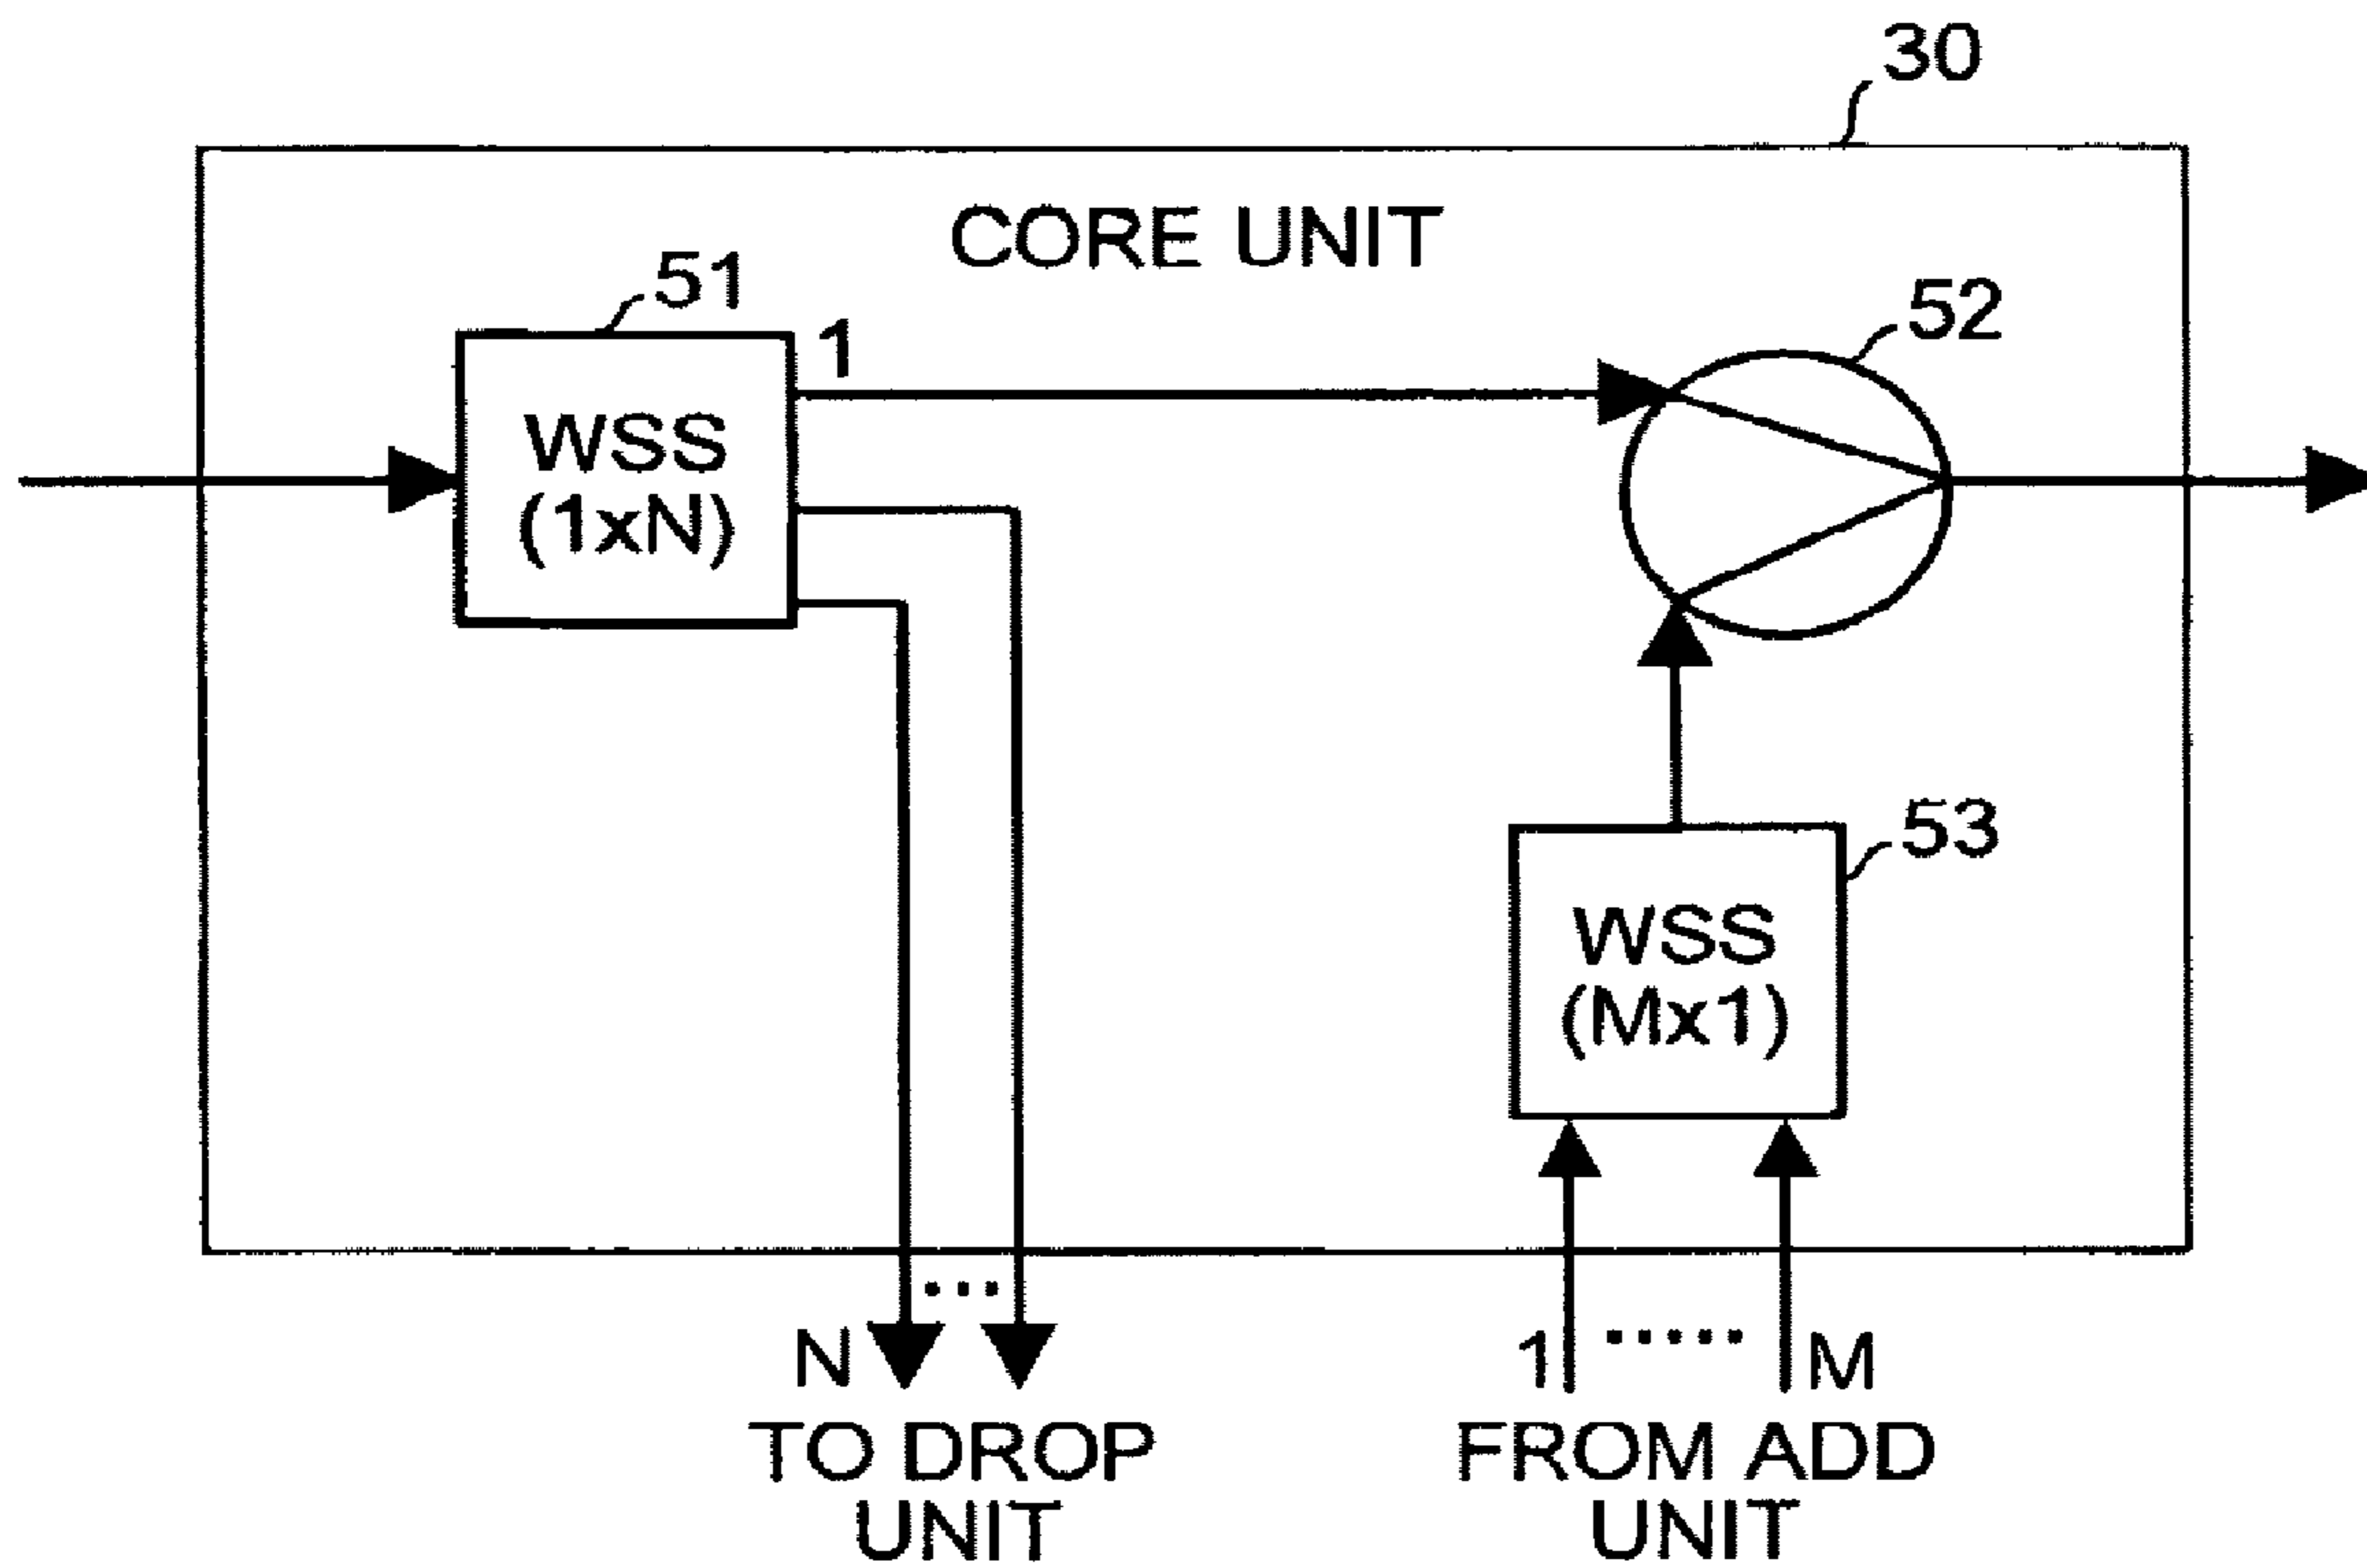 30
CORE UNIT
51
52
1
WSS
(1xN)
53
WSS
(Mx1)
...
N
1
.....
M
TO DROP
UNIT
FROM ADD
UNIT